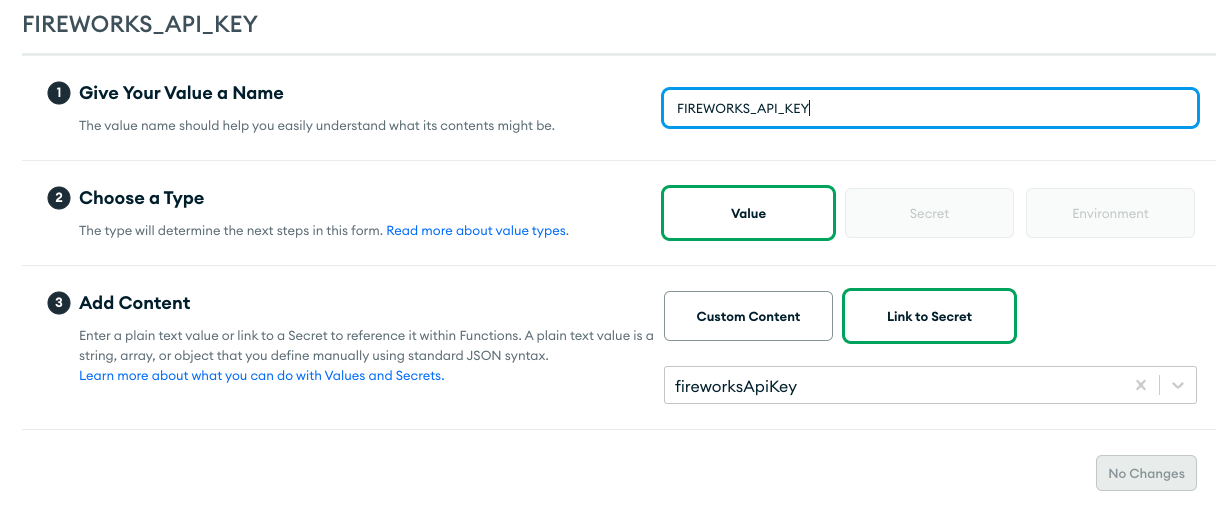 FIREWORKS_API_KEY
1 Give Your Value a Name
The value name should help you easily understand what its contents might be.
FIREWORKS_API_KEY
2 Choose a Type
The type will determine the next steps in this form. Read more about value types.
Value
Secret
Environment
3 Add Content
Enter a plain text value or link to a Secret to reference it within Functions. A plain text value is a
string, array, or object that you define manually using standard JSON syntax.
Learn more about what you can do with Values and Secrets.
Custom Content
Link to Secret
fireworksApiKey
No Changes